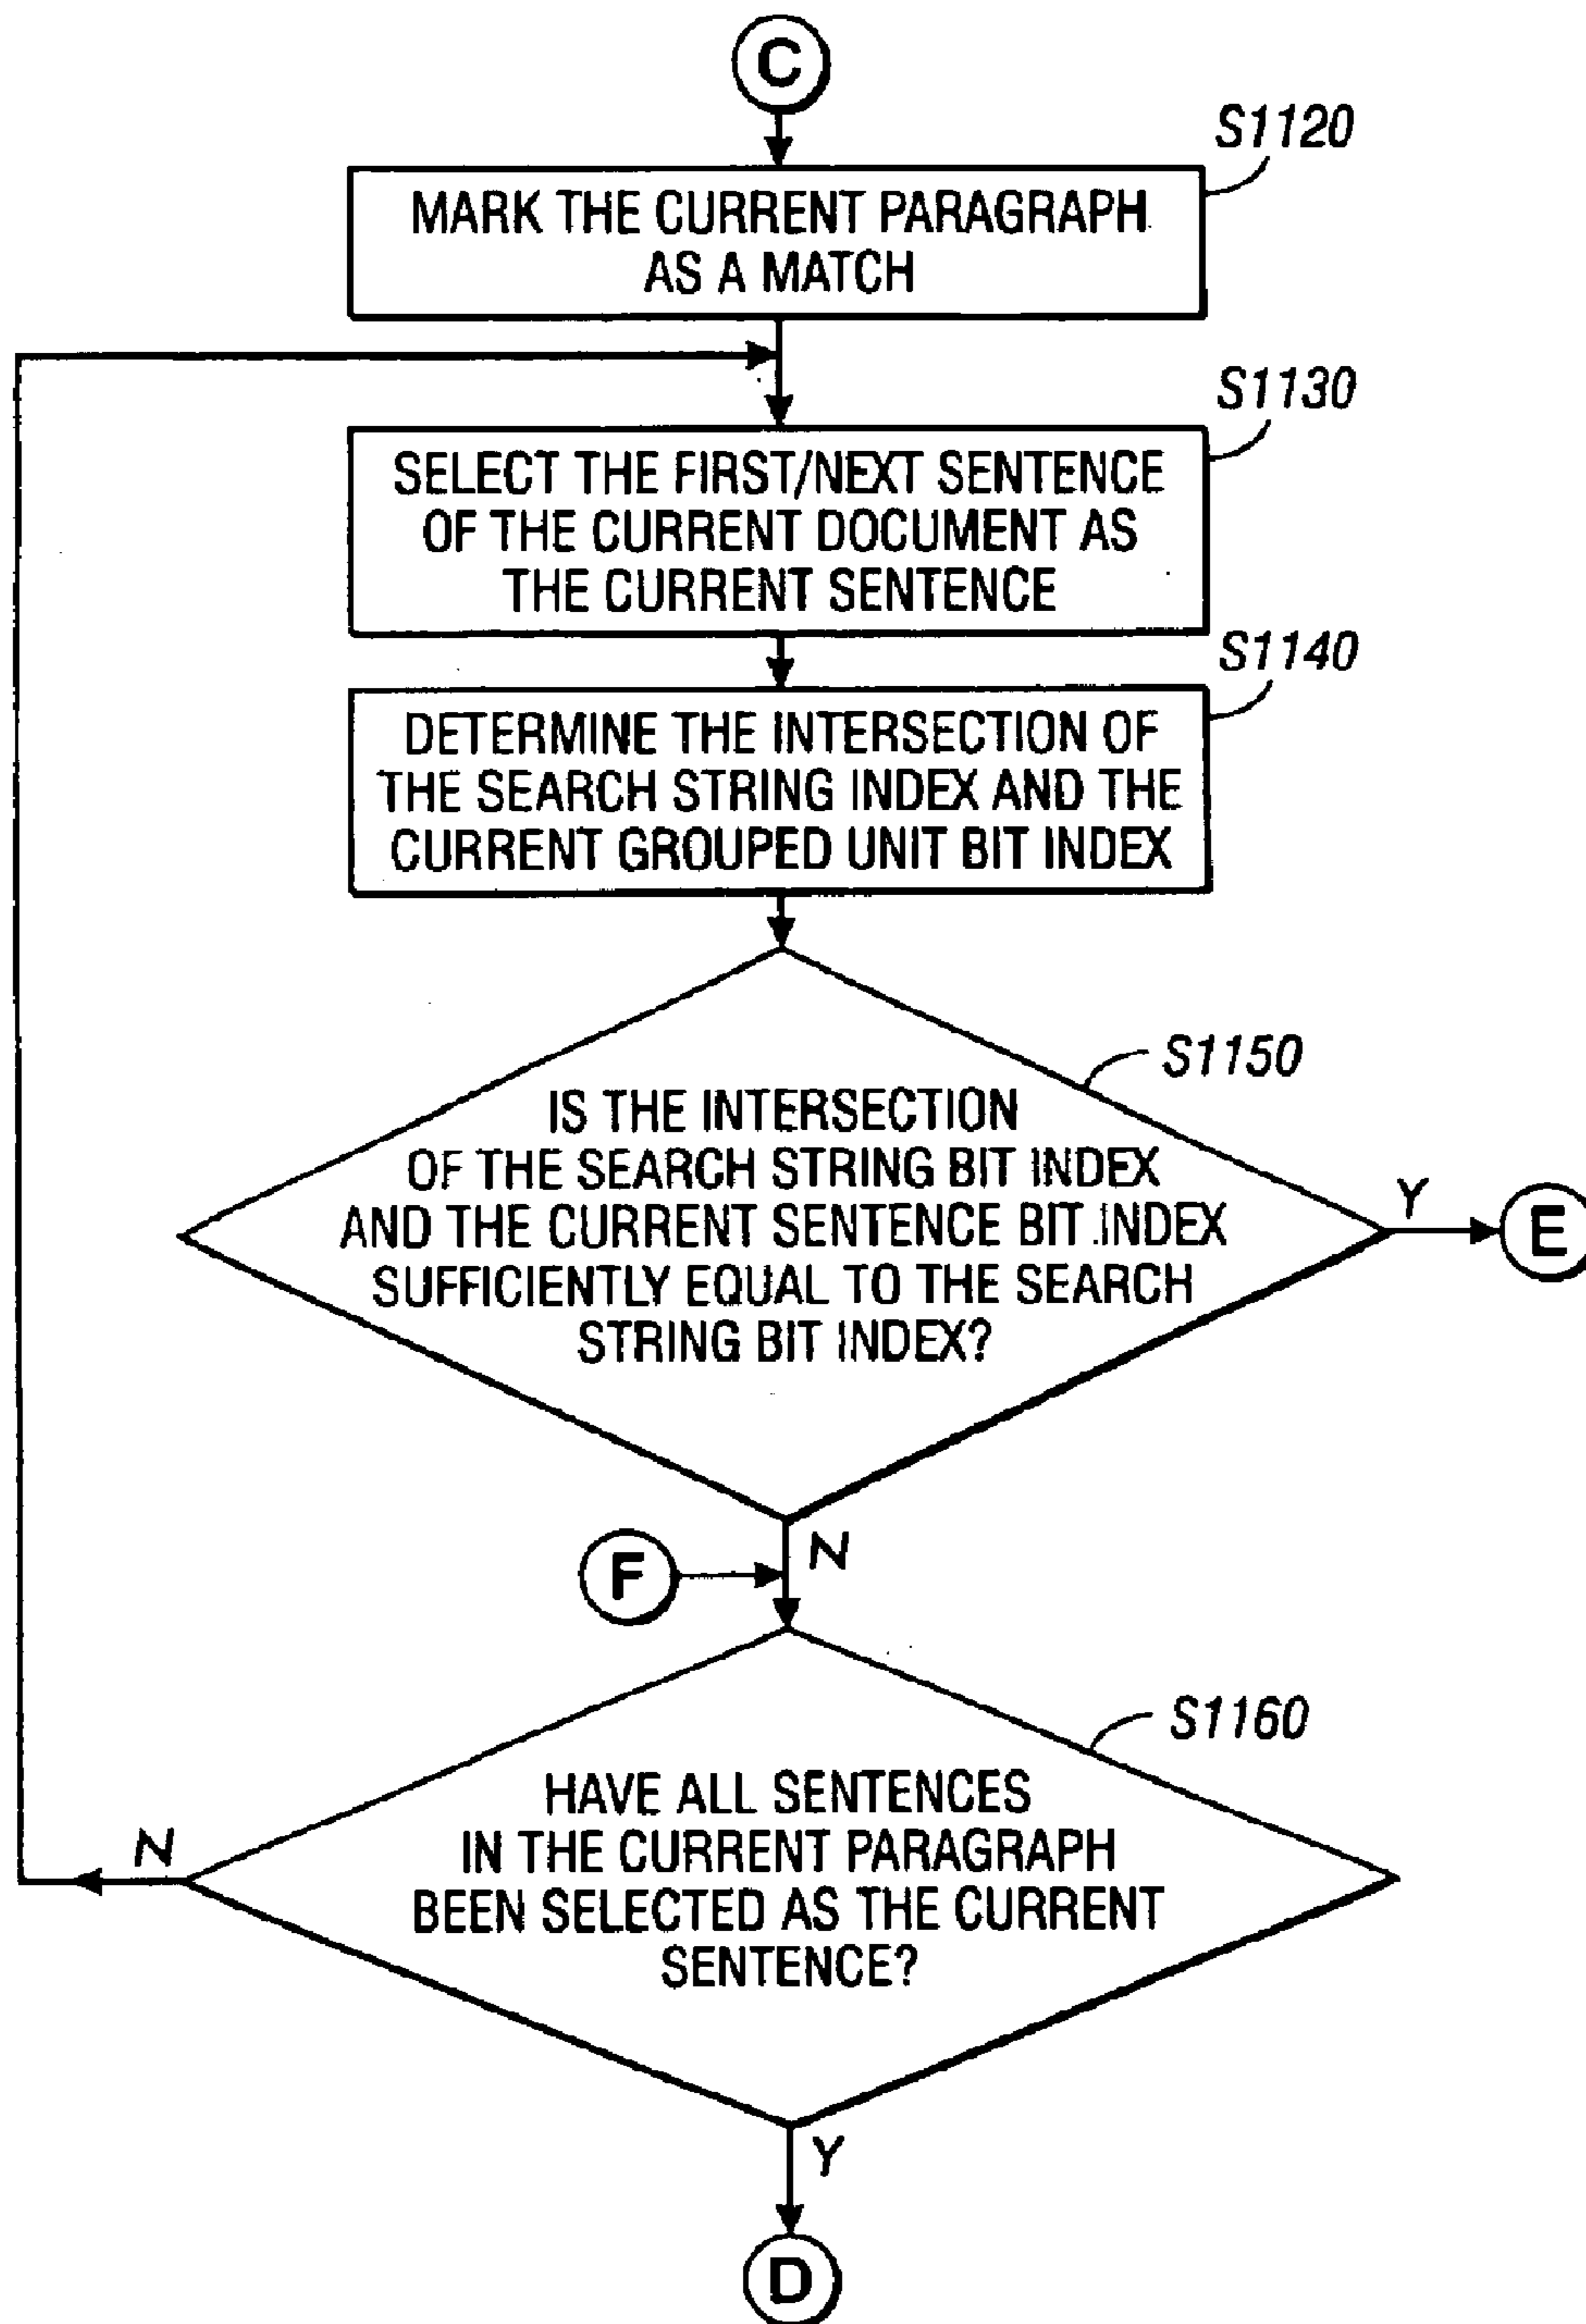 C
S1120
MARK THE CURRENT PARAGRAPH
AS A MATCH
S1130
SELECT THE FIRST/NEXT SENTENCE
OF THE CURRENT DOCUMENT AS
THE CURRENT SENTENCE
S1140
DETERMINE THE INTERSECTION OF
THE SEARCH STRING INDEX AND THE
CURRENT GROUPED UNIT BIT INDEX
S1150
IS THE INTERSECTION
OF THE SEARCH STRING BIT INDEX
AND THE CURRENT SENTENCE BIT INDEX
SUFFICIENTLY EQUAL TO THE SEARCH
STRING BIT INDEX?
Y
E
N
F
S1160
HAVE ALL SENTENCES
IN THE CURRENT PARAGRAPH
BEEN SELECTED AS THE CURRENT
SENTENCE?
N
Y
D